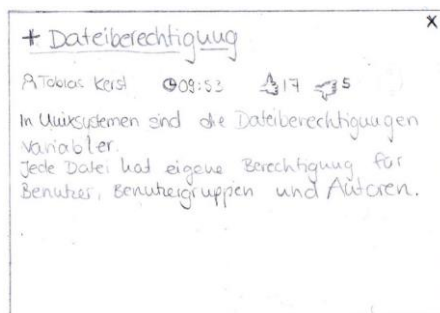 x
+ Dateiberechtigung
Tobias Kerst 09:53 17 5
In Unixsystemen sind die Dateiberechtigungen
variabler.
Jede Datei hat eigene Berechtigung für
Benutzer, Benutzergruppen und Autoren.